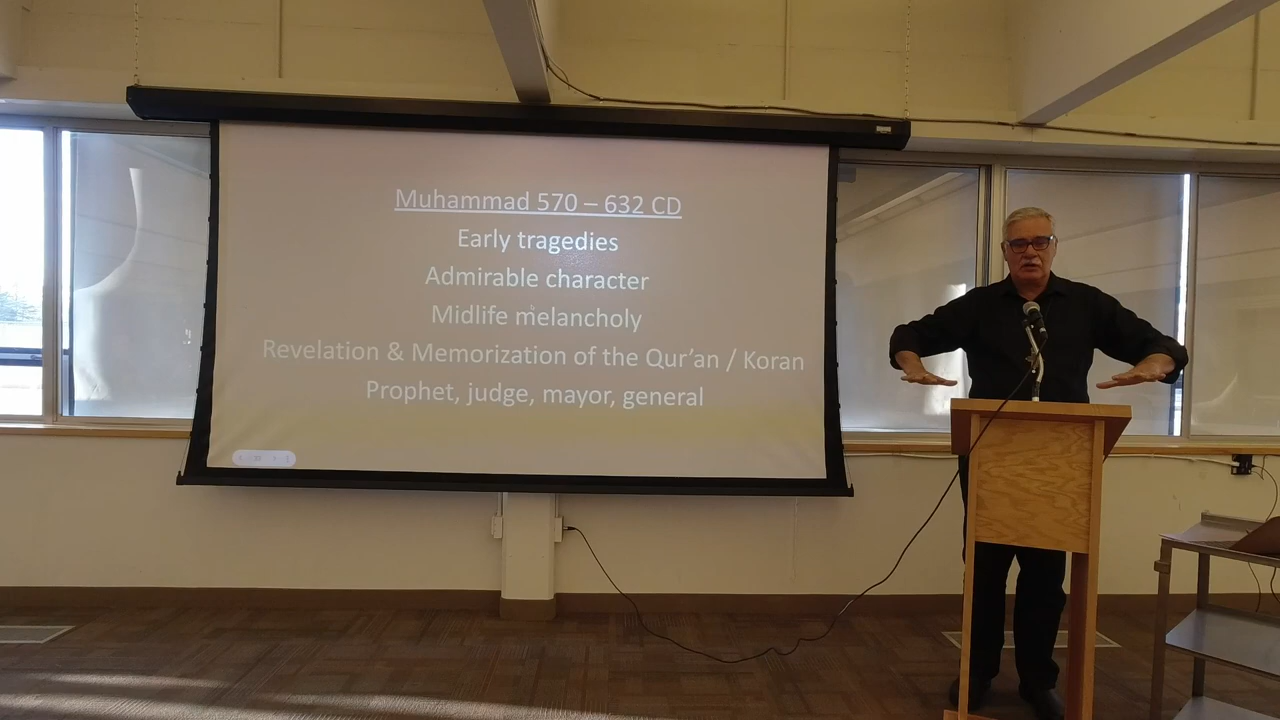 Muhammad 570 – 632 CD
Early tragedies
Admirable character
Midlife melancholy
Revelation & Memorization of the Qur'an / Koran
Prophet, judge, mayor, general